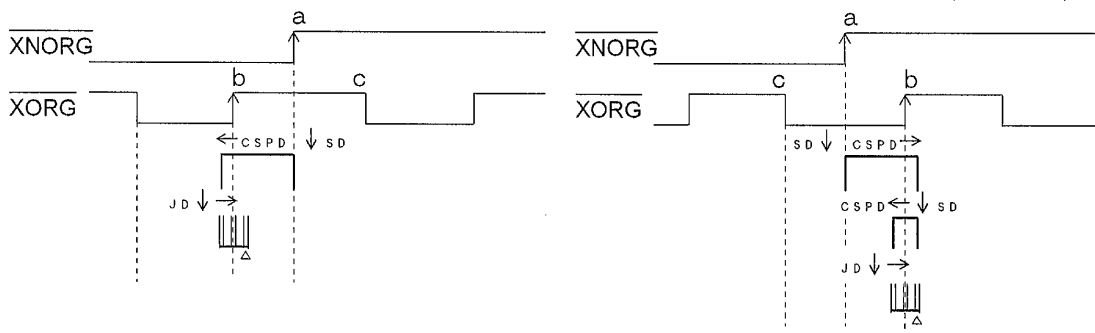 a
XNORG
b c
XORG
CSPD SD
JD
a
XNORG
c b
XORG
SD CSPD
CSPD SD
JD